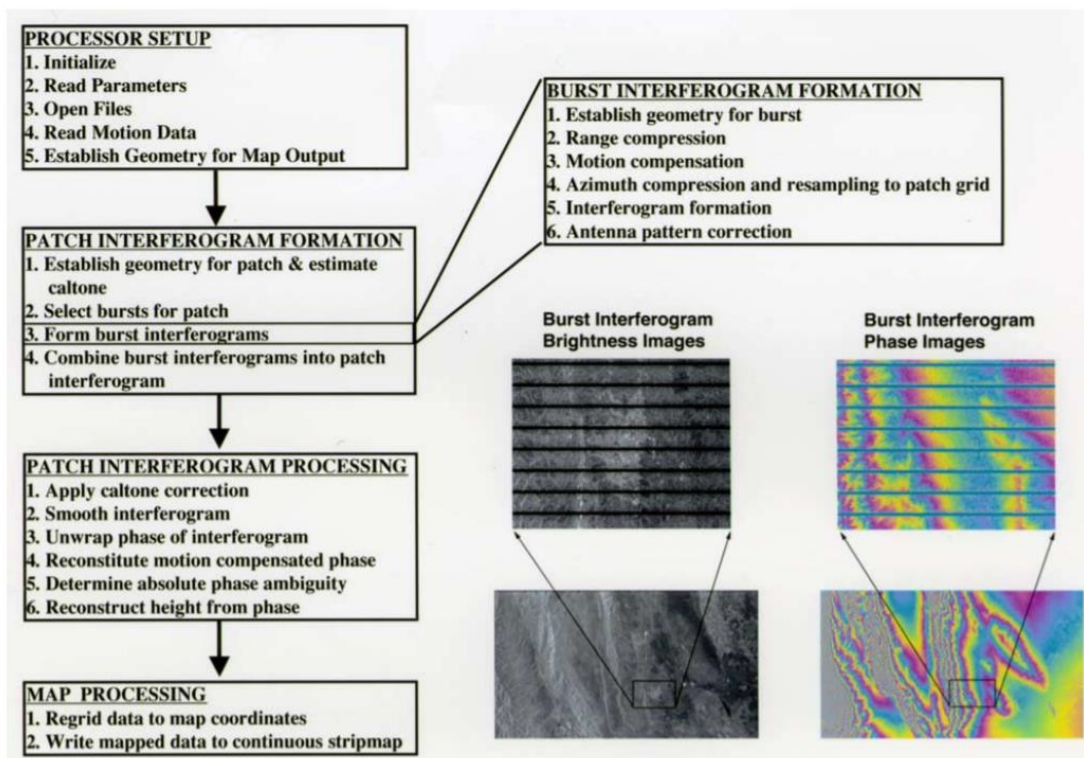 PROCESSOR SETUP
1. Initialize
2. Read Parameters
3. Open Files
4. Read Motion Data
5. Establish Geometry for Map Output
PATCH INTERFEROGRAM FORMATION
1. Establish geometry for patch & estimate
caltone
2. Select bursts for patch
3. Form burst interferograms
4. Combine burst interferograms into patch
interferogram
PATCH INTERFEROGRAM PROCESSING
1. Apply caltone correction
2. Smooth interferogram
3. Unwrap phase of interferogram
4. Reconstitute motion compensated phase
5. Determine absolute phase ambiguity
6. Reconstruct height from phase
MAP PROCESSING
1. Regrid data to map coordinates
2. Write mapped data to continuous stripmap
BURST INTERFEROGRAM FORMATION
1. Establish geometry for burst
2. Range compression
3. Motion compensation
4. Azimuth compression and resampling to patch grid
5. Interferogram formation
6. Antenna pattern correction
Burst Interferogram
Brightness Images
Burst Interferogram
Phase Images